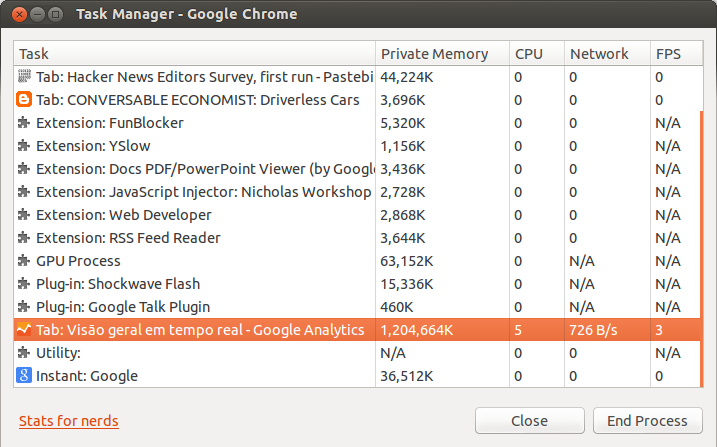 Task Manager - Google Chrome
Task Private Memory CPU Network FPS
Tab: Hacker News Editors Survey, first run - Pastebi 44,224K 0 0 0
Tab: CONVERSABLE ECONOMIST: Driverless Cars 3,696K 0 0 0
Extension: FunBlocker 5,320K 0 0 N/A
Extension: YSlow 1,156K 0 0 N/A
Extension: Docs PDF/PowerPoint Viewer (by Google 3,436K 0 0 N/A
Extension: JavaScript Injector: Nicholas Workshop 2,728K 0 0 N/A
Extension: Web Developer 2,868K 0 0 N/A
Extension: RSS Feed Reader 3,644K 0 0 N/A
GPU Process 63,152K 0 N/A N/A
Plug-in: Shockwave Flash 15,336K 0 N/A N/A
Plug-in: Google Talk Plugin 460K 0 N/A N/A
Tab: Visão geral em tempo real - Google Analytics 1,204,664K 5 726 B/s 3
Utility: N/A 0 N/A N/A
Instant: Google 36,512K 0 0 0
Stats for nerds Close End Process